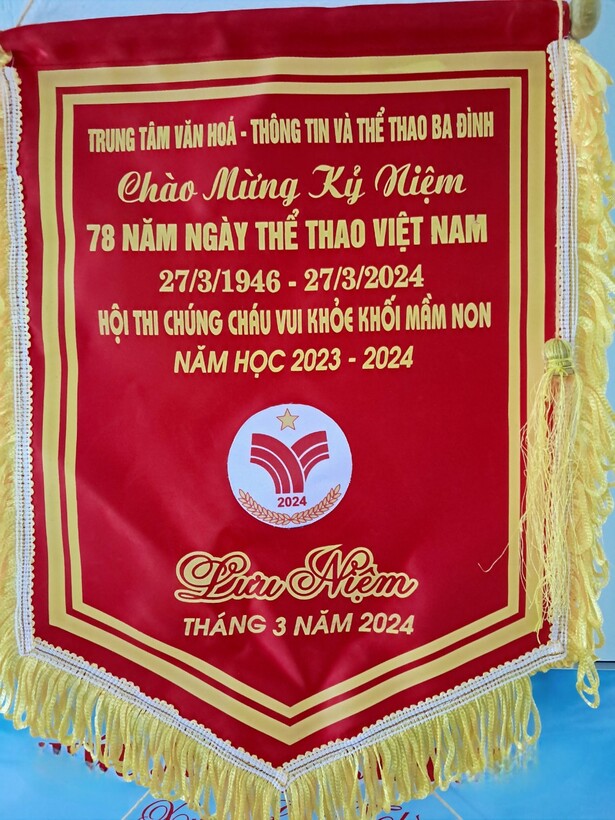 TRUNG TÂM VĂN HOÁ - THÔNG TIN VÀ THỂ THAO BA ĐÌNH
Chào Mừng Kỷ Niệm
78 NĂM NGÀY THỂ THAO VIỆT NAM
27/3/1946 - 27/3/2024
HỘI THI CHÚNG CHÁU VUI KHỎE KHỐI MẦM NON
NĂM HỌC 2023 - 2024
2024
Lưu Niệm
THÁNG 3 NĂM 2024